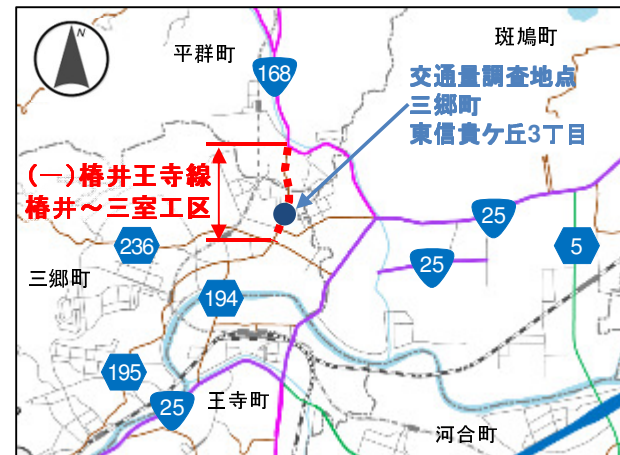 平群町
斑鳩町
168
交通量調査地点
三郷町
東信貴ケ丘3丁目
(一)椿井王寺線
椿井～三室工区
25
236
25
5
三郷町
194
195
25
王寺町
河合町